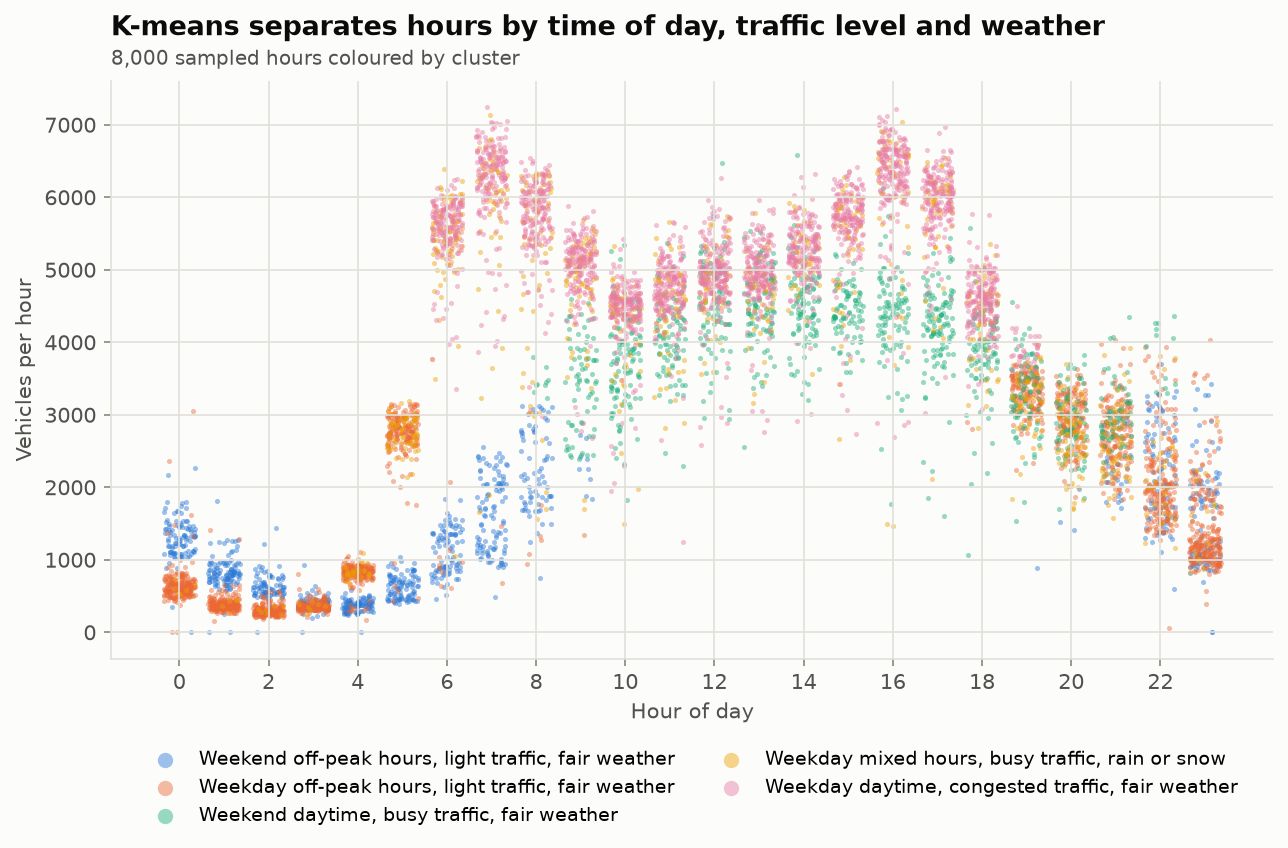 K-means separates hours by time of day, traffic level and weather
8,000 sampled hours coloured by cluster
Vehicles per hour
7000
6000
5000
4000
3000
2000
1000
0
0 2 4 6 8 10 12 14 16 18 20 22
Hour of day
Weekend off-peak hours, light traffic, fair weather
Weekday off-peak hours, light traffic, fair weather
Weekend daytime, busy traffic, fair weather
Weekday mixed hours, busy traffic, rain or snow
Weekday daytime, congested traffic, fair weather